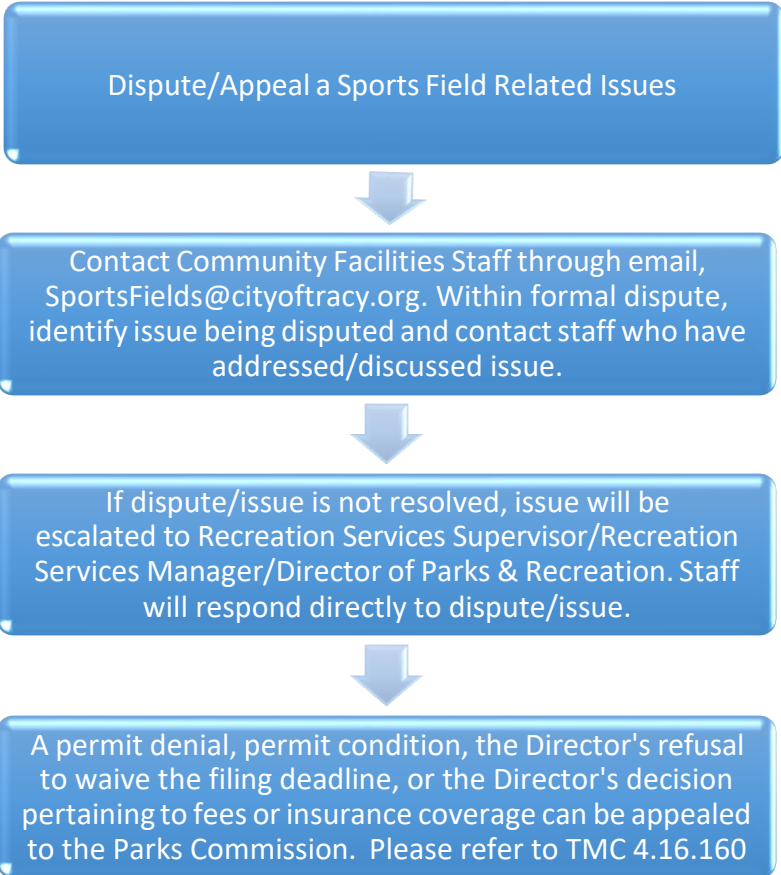 Dispute/Appeal a Sports Field Related Issues
Contact Community Facilities Staff through email,
SportsFields@cityoftracy.org. Within formal dispute,
identify issue being disputed and contact staff who have
addressed/discussed issue.
If dispute/issue is not resolved, issue will be
escalated to Recreation Services Supervisor/Recreation
Services Manager/Director of Parks & Recreation. Staff
will respond directly to dispute/issue.
A permit denial, permit condition, the Director's refusal
to waive the filing deadline, or the Director's decision
pertaining to fees or insurance coverage can be appealed
to the Parks Commission.  Please refer to TMC 4.16.160